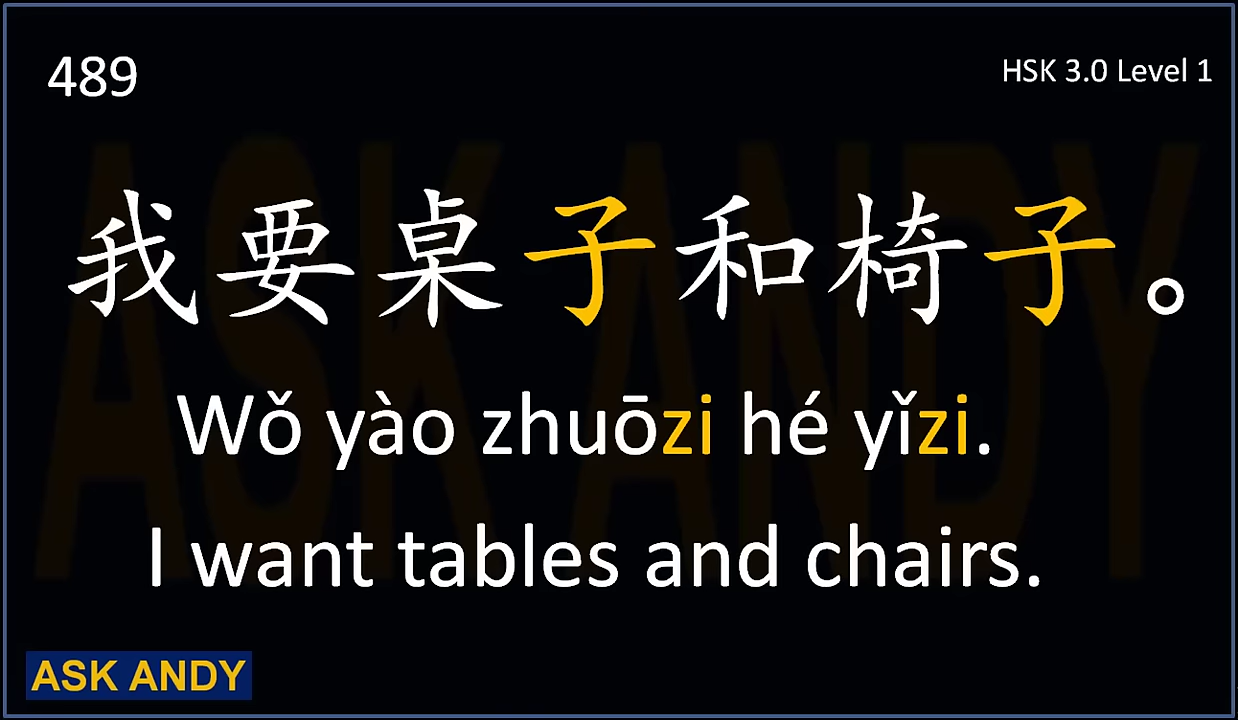 489
HSK 3.0 Level 1
我要桌子和椅子。
Wǒ yào zhuōzi hé yǐzi.
I want tables and chairs.
ASK ANDY
ASK ANDY